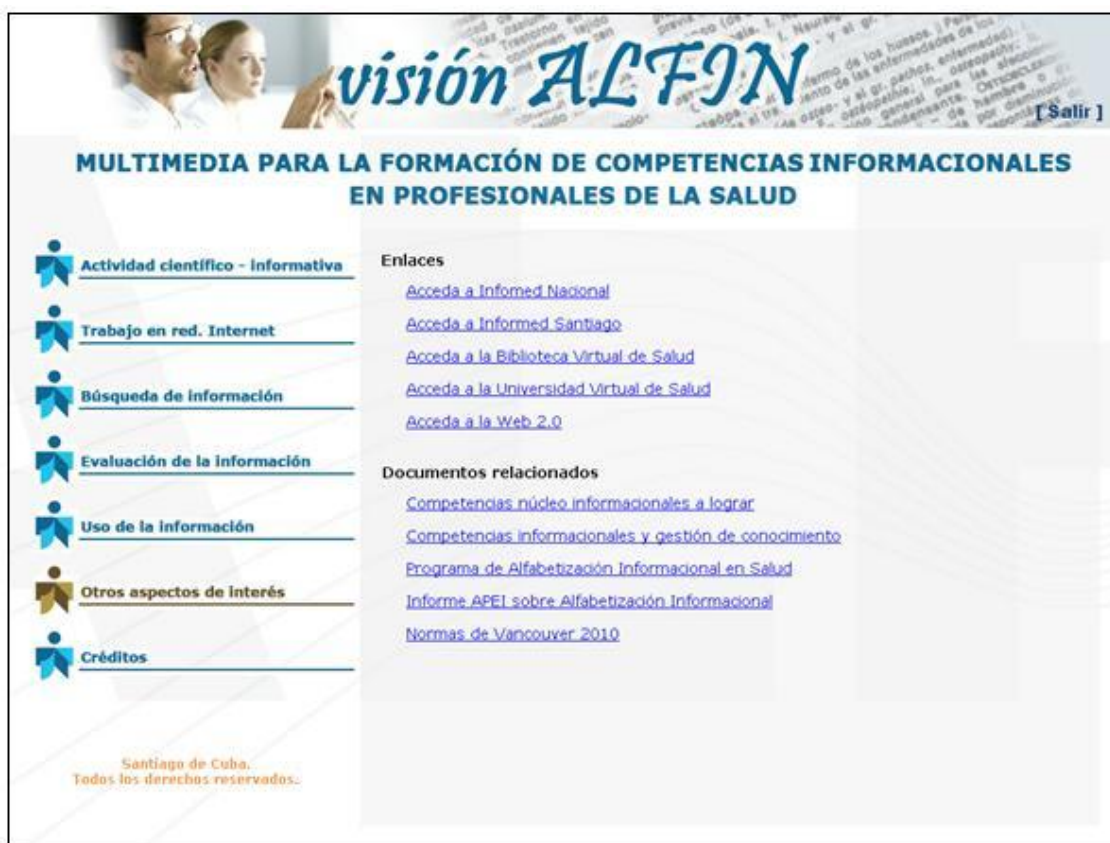 visión ALFIN
[ Salir ]
MULTIMEDIA PARA LA FORMACIÓN DE COMPETENCIAS INFORMACIONALES
EN PROFESIONALES DE LA SALUD
Actividad científico - informativa
Trabajo en red. Internet
Búsqueda de información
Evaluación de la información
Uso de la información
Otros aspectos de interés
Créditos
Santiago de Cuba.
Todos los derechos reservados.
Enlaces
Acceda a Infomed Nacional
Acceda a Informed Santiago
Acceda a la Biblioteca Virtual de Salud
Acceda a la Universidad Virtual de Salud
Acceda a la Web 2.0
Documentos relacionados
Competencias núcleo informacionales a lograr
Competencias informacionales y gestión de conocimiento
Programa de Alfabetización Informacional en Salud
Informe APEI sobre Alfabetización Informacional
Normas de Vancouver 2010